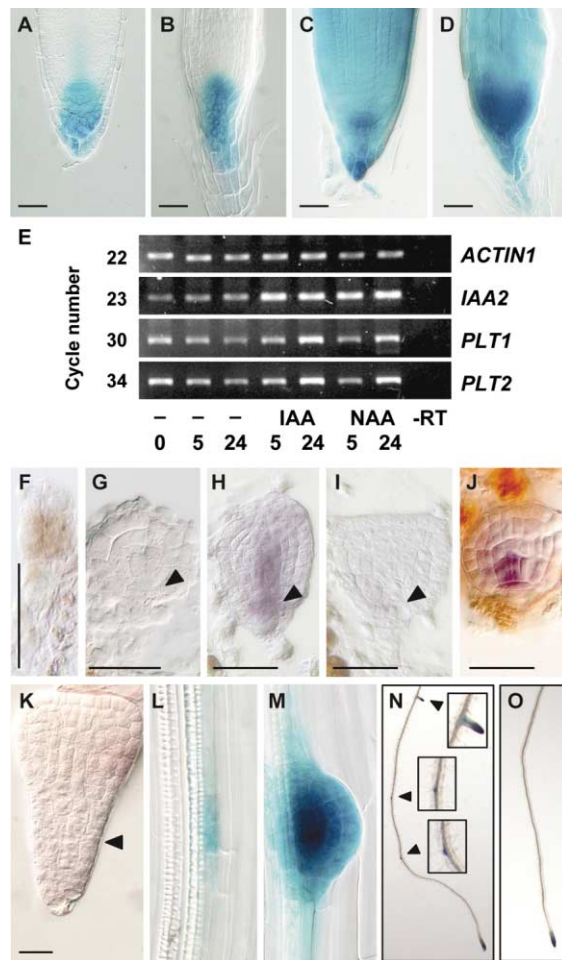 A B C D
E
Cycle number
22 ACTIN1
23 IAA2
30 PLT1
34 PLT2
– – – IAA NAA -RT
0 5 24 5 24 5 24
F G H I J
K L M N O